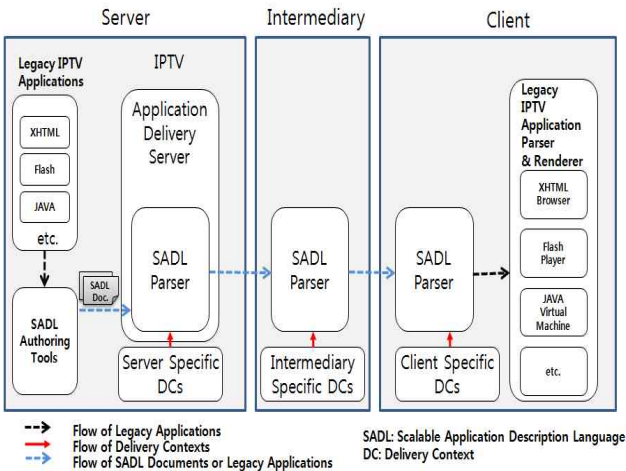 Server
Intermediary
Client
Legacy IPTV
Applications
XHTML
Flash
JAVA
etc.
SADL
Authoring
Tools
SADL
Doc.
IPTV
Application
Delivery
Server
SADL
Parser
Server Specific
DCs
SADL
Parser
Intermediary
Specific DCs
SADL
Parser
Client Specific
DCs
Legacy
IPTV
Application
Parser
& Renderer
XHTML
Browser
Flash
Player
JAVA
Virtual
Machine
etc.
Flow of Legacy Applications
Flow of Delivery Contexts
Flow of SADL Documents or Legacy Applications
SADL: Scalable Application Description Language
DC: Delivery Context